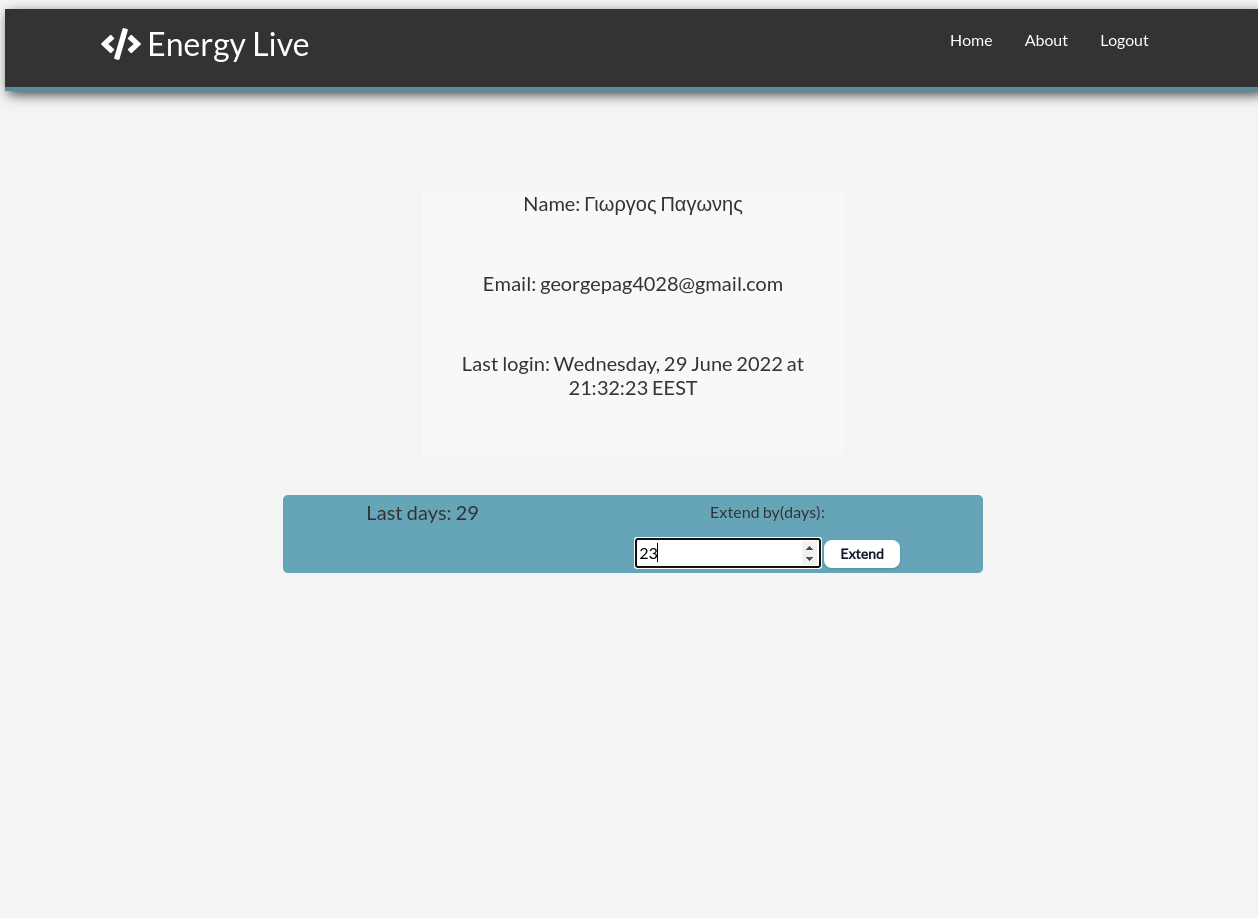 Energy Live
Home About Logout
Name: Γιωργος Παγωνης
Email: georgepag4028@gmail.com
Last login: Wednesday, 29 June 2022 at
21:32:23 EEST
Last days: 29
Extend by(days):
23
Extend